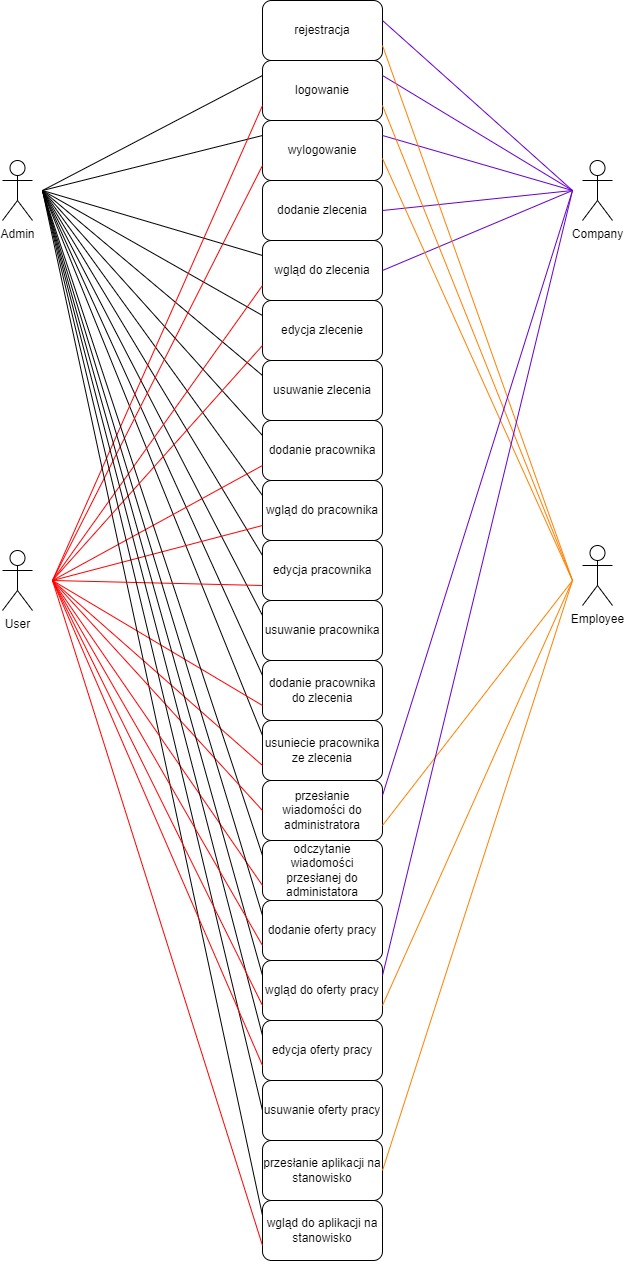 rejestracja
logowanie
wylogowanie
dodanie zlecenia
wgląd do zlecenia
edycja zlecenie
usuwanie zlecenia
dodanie pracownika
wgląd do pracownika
edycja pracownika
usuwanie pracownika
dodanie pracownika
do zlecenia
usuniecie pracownika
ze zlecenia
przesłanie
wiadomości do
administratora
odczytanie
wiadomości
przesłanej do
administatora
dodanie oferty pracy
wgląd do oferty pracy
edycja oferty pracy
usuwanie oferty pracy
przesłanie aplikacji na
stanowisko
wgląd do aplikacji na
stanowisko
Admin
User
Company
Employee